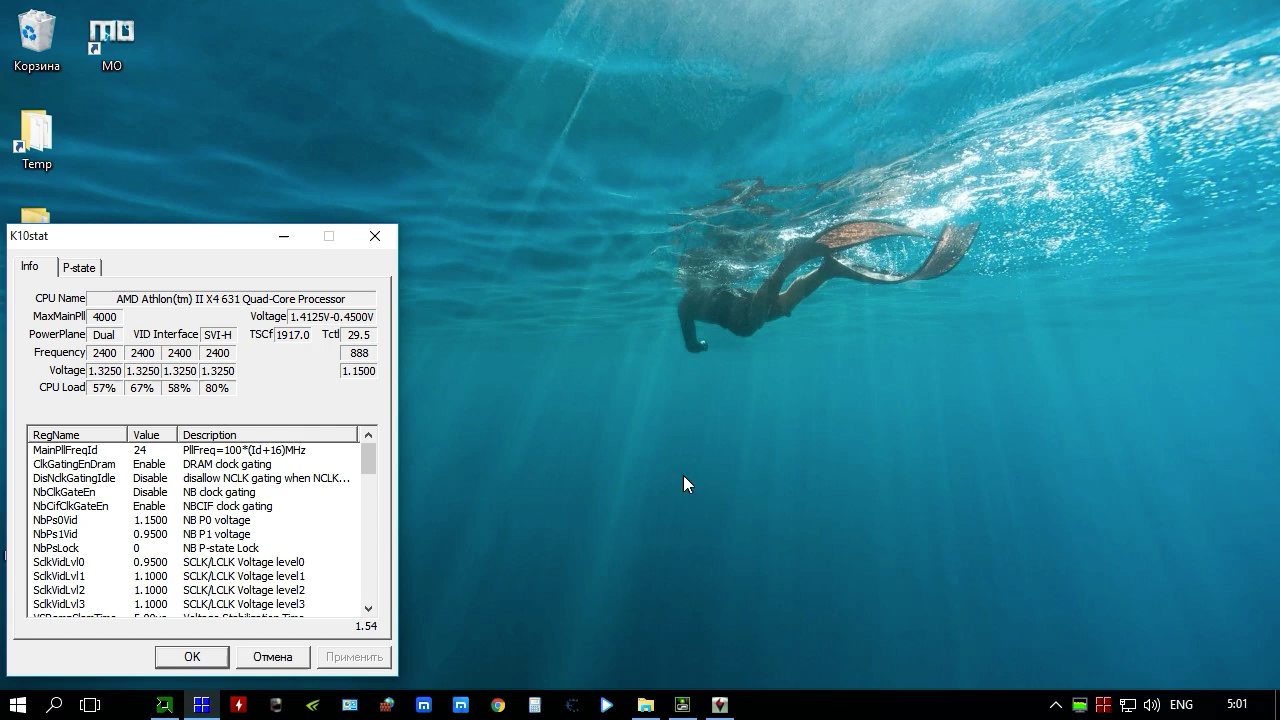 Корзина
MO
Temp
K10stat
Info P-state
CPU Name AMD Athlon(tm) II X4 631 Quad-Core Processor
MaxMainPll 4000 Voltage 1.4125V-0.4500V
PowerPlane Dual VID Interface SVI-H TSCf 1917.0 Tctl 29.5
Frequency 2400 2400 2400 2400 888
Voltage 1.3250 1.3250 1.3250 1.3250 1.1500
CPU Load 57% 67% 58% 80%
RegName Value Description
MainPllFreqId 24 PllFreq=100*(Id+16)MHz
ClkGatingEnDram Enable DRAM clock gating
DisNclkGatingIdle Disable disallow NCLK gating when NCLK...
NbClkGateEn Disable NB clock gating
NbCifClkGateEn Enable NBCIF clock gating
NbPs0Vid 1.1500 NB P0 voltage
NbPs1Vid 0.9500 NB P1 voltage
NbPsLock 0 NB P-state Lock
SclkVidLvl0 0.9500 SCLK/LCLK Voltage level0
SclkVidLvl1 1.1000 SCLK/LCLK Voltage level1
SclkVidLvl2 1.1000 SCLK/LCLK Voltage level2
SclkVidLvl3 1.1000 SCLK/LCLK Voltage level3
1.54
OK Отмена Применить
ENG 5:01